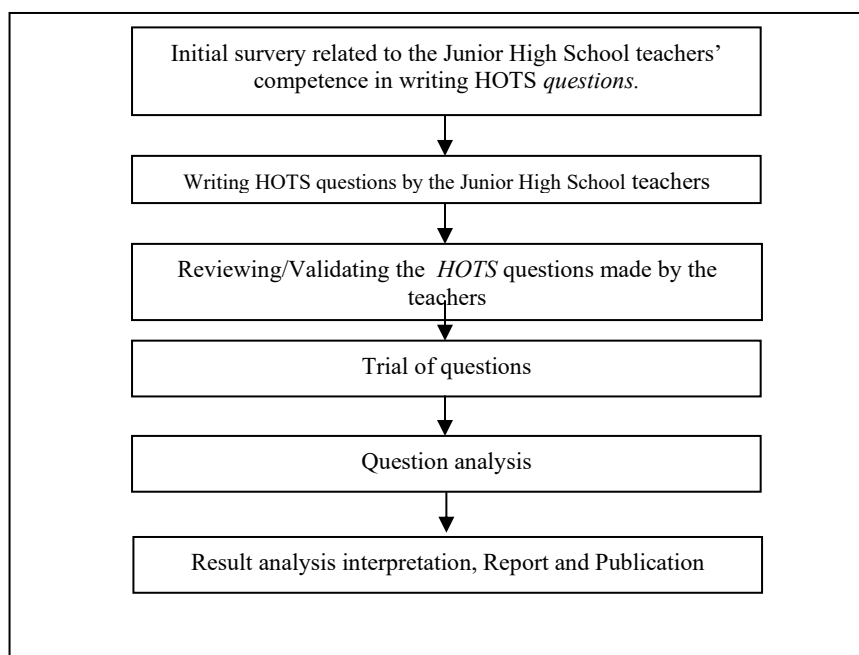 Initial survery related to the Junior High School teachers’
competence in writing HOTS questions.
Writing HOTS questions by the Junior High School teachers
Reviewing/Validating the HOTS questions made by the
teachers
Trial of questions
Question analysis
Result analysis interpretation, Report and Publication